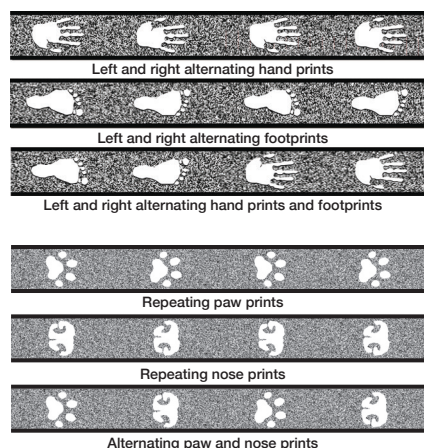 Left and right alternating hand prints
Left and right alternating footprints
Left and right alternating hand prints and footprints
Repeating paw prints
Repeating nose prints
Alternating paw and nose prints